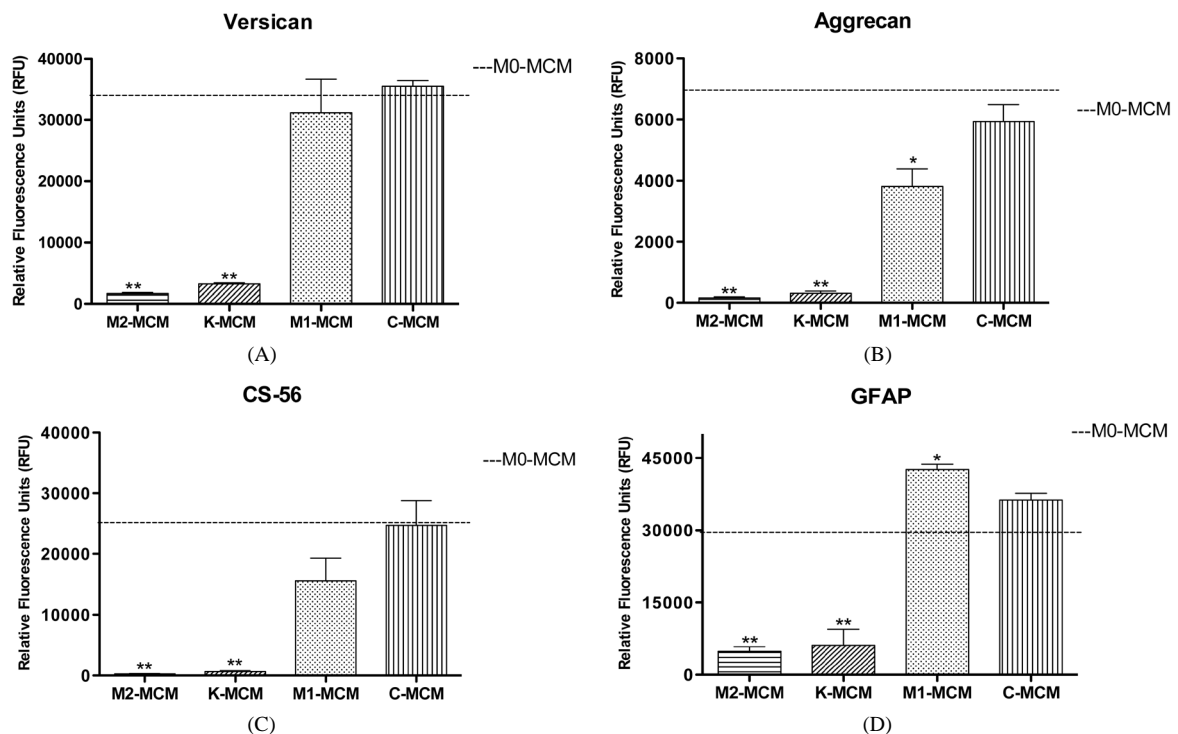 Versican
Relative Fluorescence Units (RFU)
40000
30000
20000
10000
0
---M0-MCM
**
**
M2-MCM K-MCM M1-MCM C-MCM
(A)
Aggrecan
Relative Fluorescence Units (RFU)
8000
6000
4000
2000
0
---M0-MCM
**
**
*
M2-MCM K-MCM M1-MCM C-MCM
(B)
CS-56
Relative Fluorescence Units (RFU)
40000
30000
20000
10000
0
---M0-MCM
**
**
M2-MCM K-MCM M1-MCM C-MCM
(C)
GFAP
Relative Fluorescence Units (RFU)
45000
30000
15000
0
---M0-MCM
**
**
*
M2-MCM K-MCM M1-MCM C-MCM
(D)